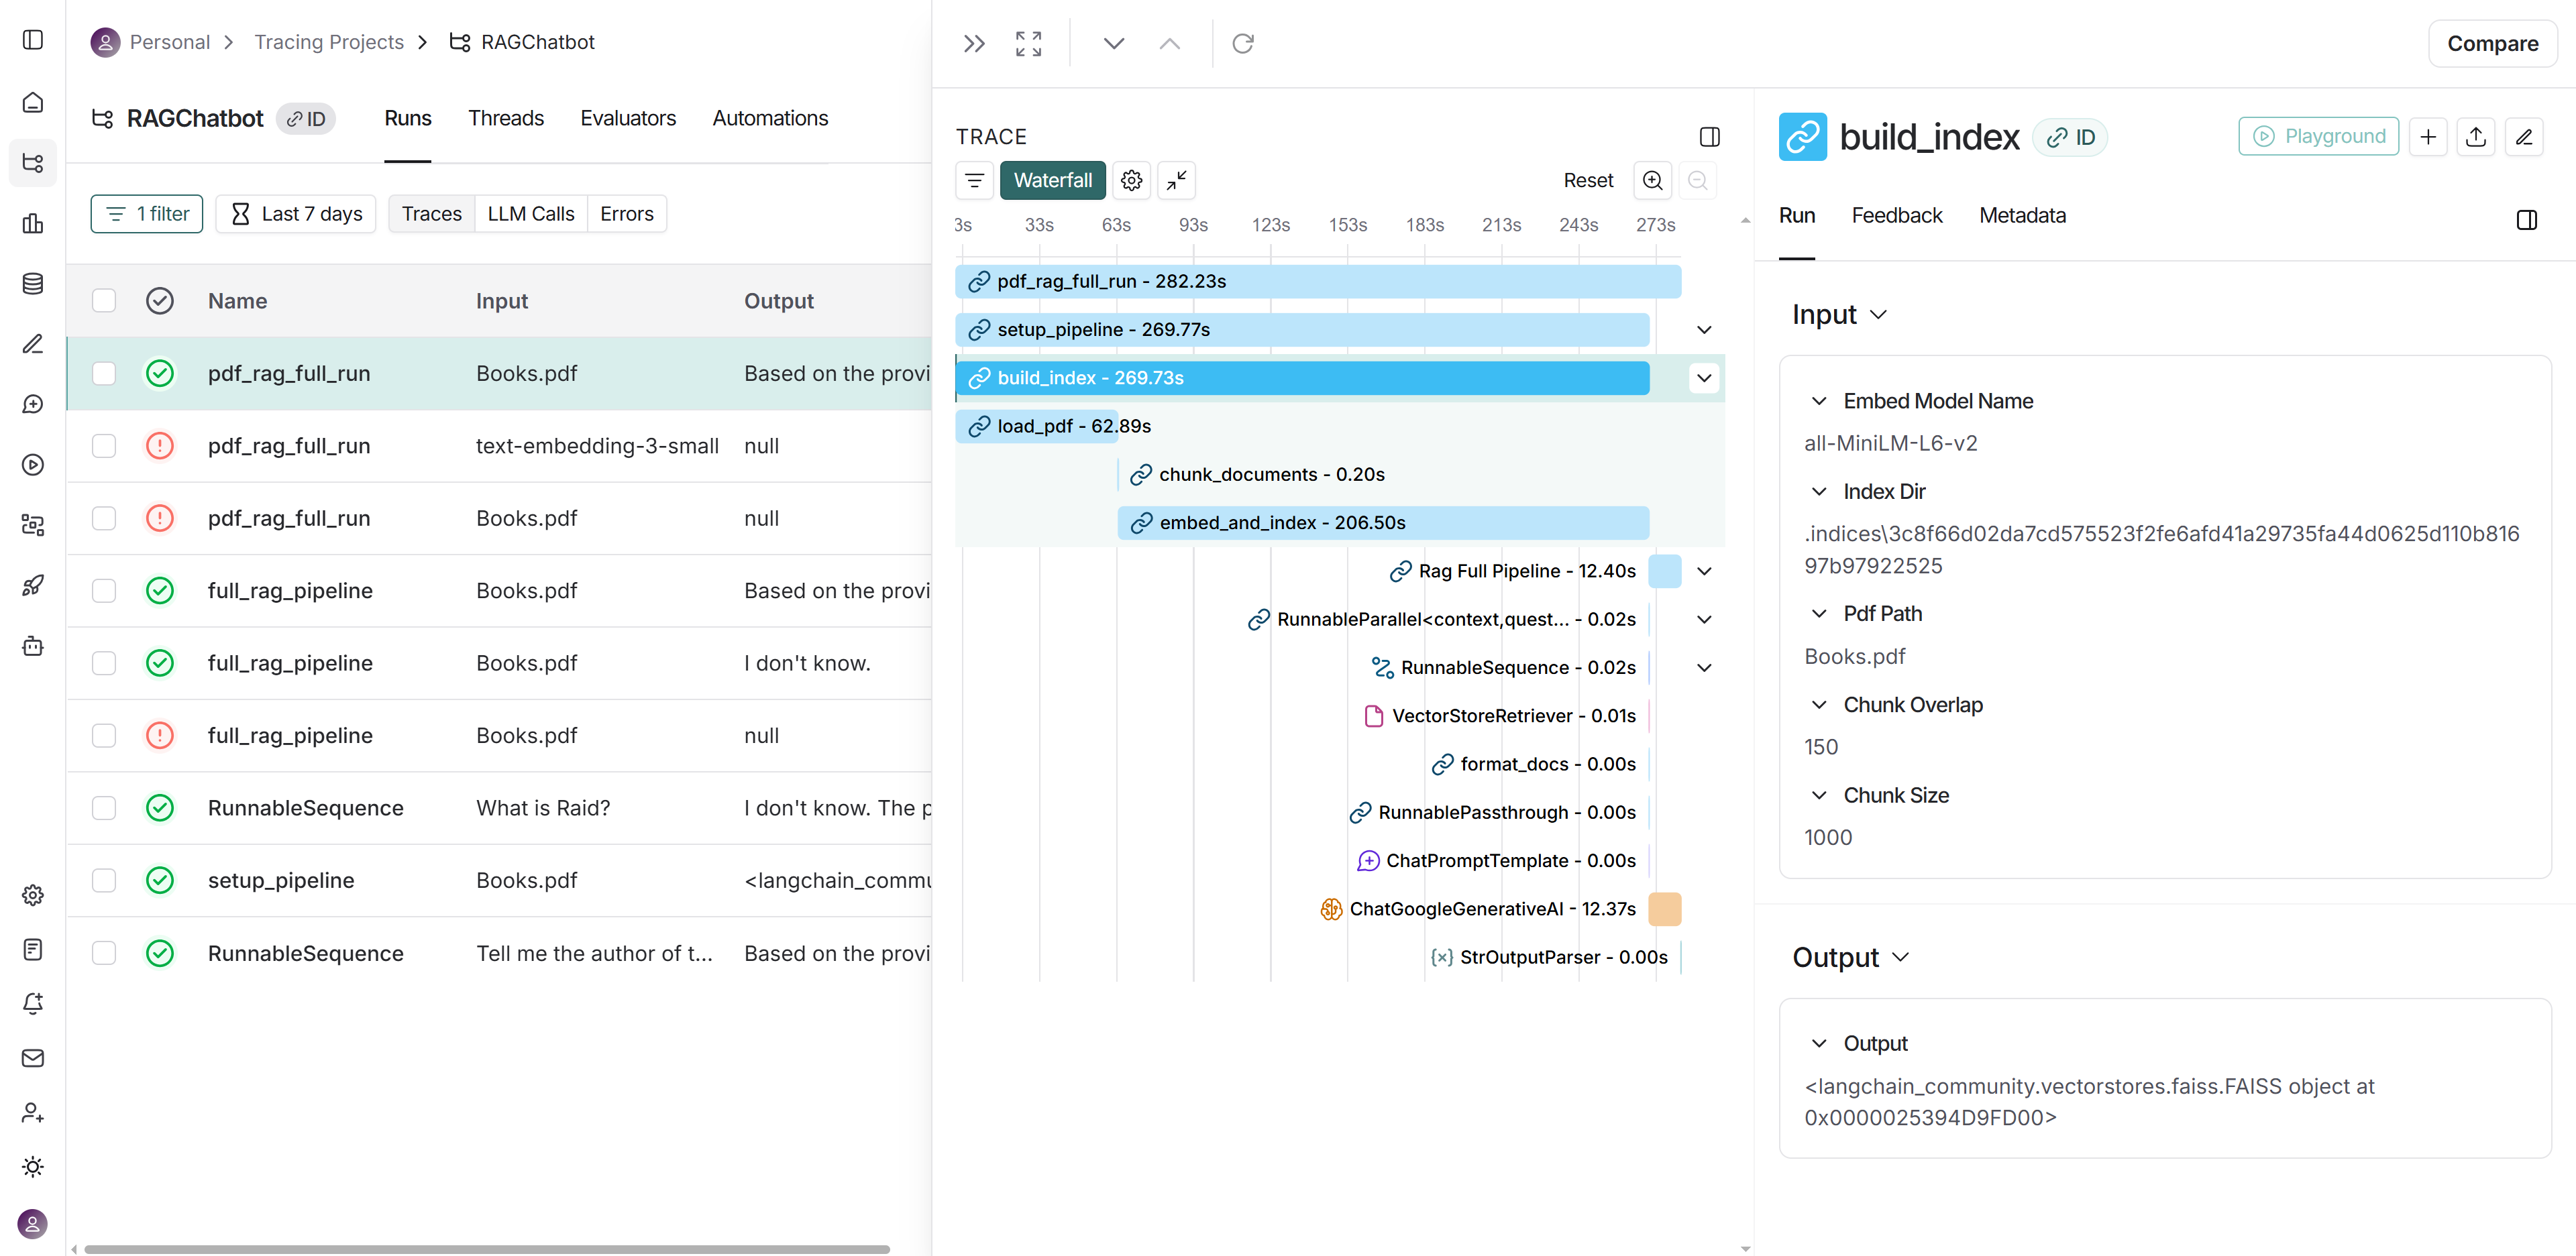 Personal > Tracing Projects > RAGChatbot
RAGChatbot ID Runs Threads Evaluators Automations
1 filter Last 7 days Traces LLM Calls Errors
Name Input Output
pdf_rag_full_run Books.pdf Based on the provi
pdf_rag_full_run text-embedding-3-small null
pdf_rag_full_run Books.pdf null
full_rag_pipeline Books.pdf Based on the provi
full_rag_pipeline Books.pdf I don't know.
full_rag_pipeline Books.pdf null
RunnableSequence What is Raid? I don't know. The p
setup_pipeline Books.pdf <langchain_commu
RunnableSequence Tell me the author of t... Based on the provi
Compare
TRACE
Waterfall Reset
3s 33s 63s 93s 123s 153s 183s 213s 243s 273s
pdf_rag_full_run - 282.23s
setup_pipeline - 269.77s
build_index - 269.73s
load_pdf - 62.89s
chunk_documents - 0.20s
embed_and_index - 206.50s
Rag Full Pipeline - 12.40s
RunnableParallel<context,quest... - 0.02s
RunnableSequence - 0.02s
VectorStoreRetriever - 0.01s
format_docs - 0.00s
RunnablePassthrough - 0.00s
ChatPromptTemplate - 0.00s
ChatGoogleGenerativeAI - 12.37s
StrOutputParser - 0.00s
build_index ID Playground
Run Feedback Metadata
Input
Embed Model Name
all-MiniLM-L6-v2
Index Dir
.indices\3c8f66d02da7cd575523f2fe6afd41a29735fa44d0625d110b816
97b97922525
Pdf Path
Books.pdf
Chunk Overlap
150
Chunk Size
1000
Output
Output
<langchain_community.vectorstores.faiss.FAISS object at
0x0000025394D9FD00>